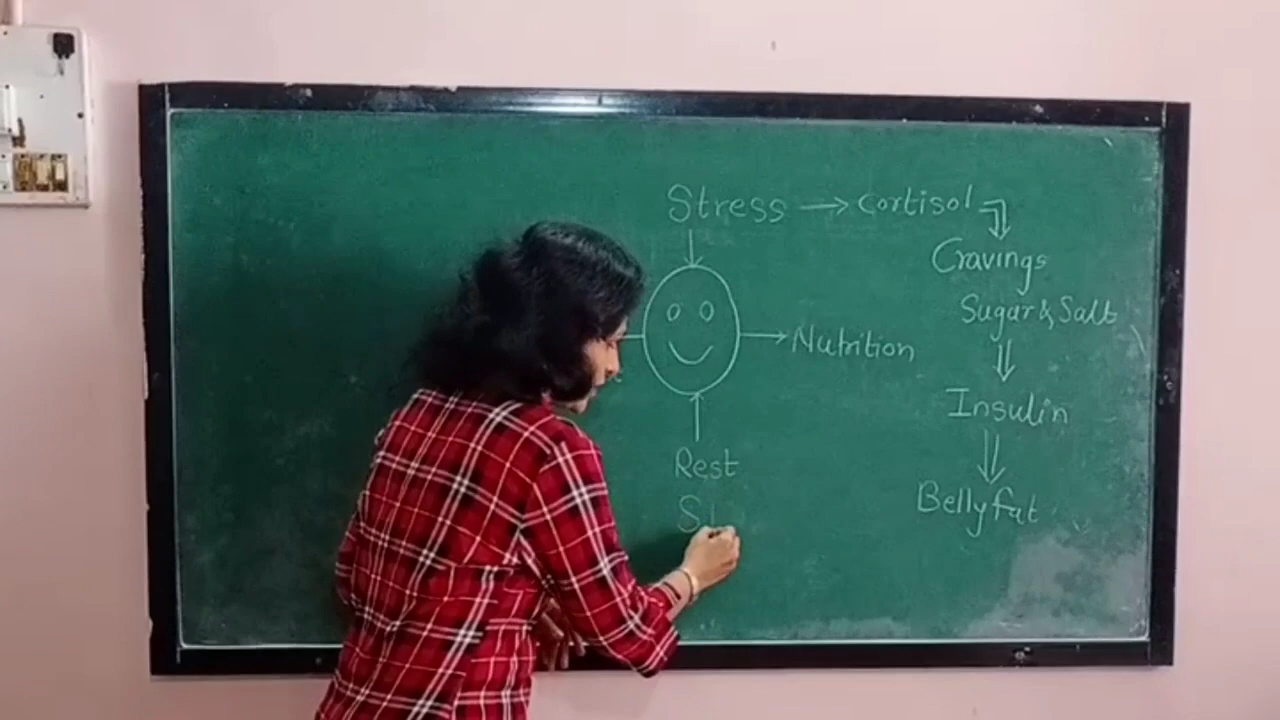 Stress → Cortisol
Cravings
Sugar & Salt
Nutrition
Insulin
Rest
Belly fat